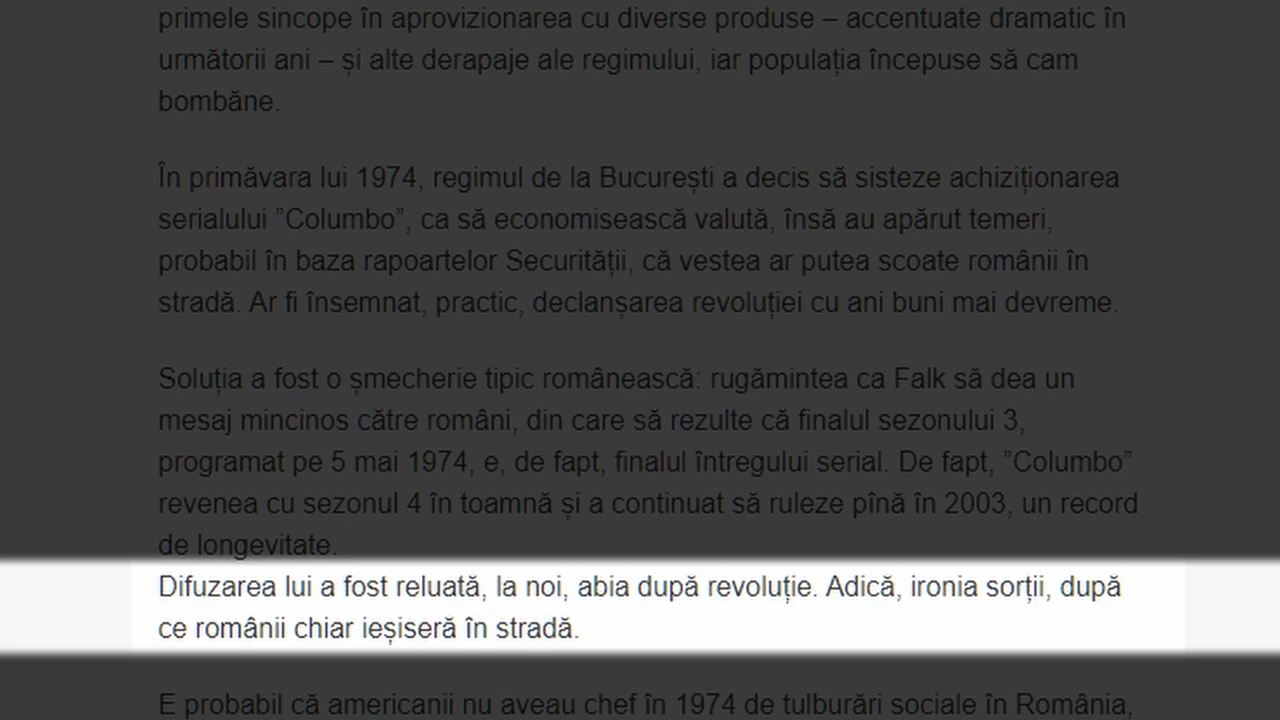 primele sincope în aprovizionarea cu diverse produse – accentuate dramatic în
următorii ani – și alte derapaje ale regimului, iar populația începuse să cam
bombăne.
În primăvara lui 1974, regimul de la București a decis să sisteze achiziționarea
serialului ”Columbo”, ca să economisească valută, însă au apărut temeri,
probabil în baza rapoartelor Securității, că vestea ar putea scoate românii în
stradă. Ar fi însemnat, practic, declanșarea revoluției cu ani buni mai devreme.
Soluția a fost o șmecherie tipic românească: rugămintea ca Falk să dea un
mesaj mincinos către români, din care să rezulte că finalul sezonului 3,
programat pe 5 mai 1974, e, de fapt, finalul întregului serial. De fapt, ”Columbo”
revenea cu sezonul 4 în toamnă și a continuat să ruleze pînă în 2003, un record
de longevitate.
Difuzarea lui a fost reluată, la noi, abia după revoluție. Adică, ironia sorții, după
ce românii chiar ieșiseră în stradă.
E probabil că americanii nu aveau chef în 1974 de tulburări sociale în România,